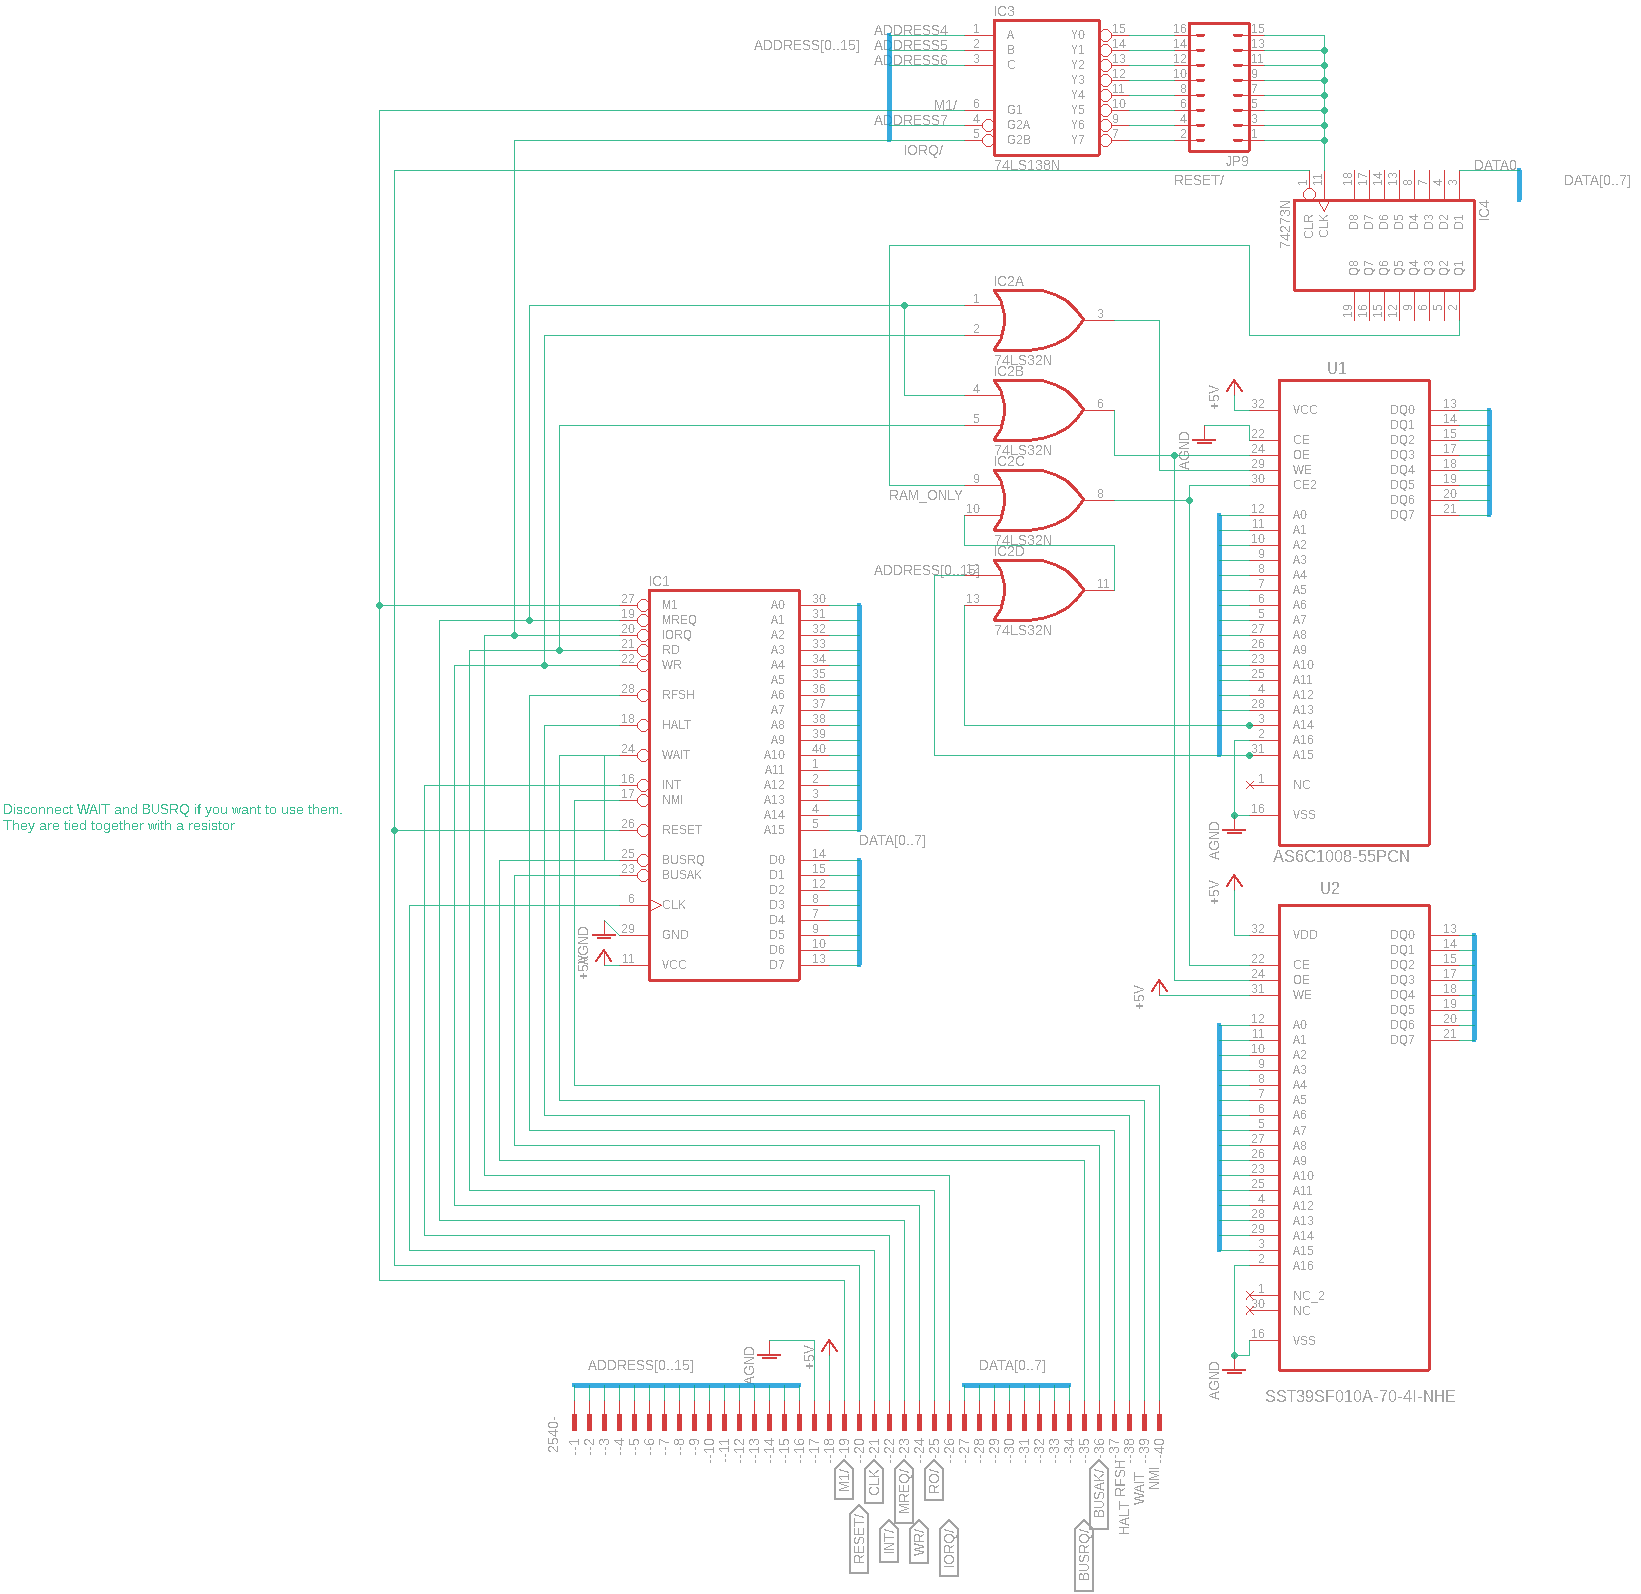 IC3
ADDRESS[0..15]
ADDRESS4 1 A Y0 15 16 15
ADDRESS5 2 B Y1 14 14 13
ADDRESS6 3 C Y2 13 12 11
Y3 12 10 9
Y4 11 8 7
M1/ 6 G1 Y5 10 6 5
ADDRESS7 4 G2A Y6 9 4 3
IORQ/ 5 G2B Y7 7 2 1
74LS138N
JP9
RESET/
DATA0
DATA[0..7]
1 11 18 17 14 13 8 7 4 3
CLR CLK D8 D7 D6 D5 D4 D3 D2 D1
74273N
IC4
Q8 Q7 Q6 Q5 Q4 Q3 Q2 Q1
19 16 15 12 9 6 5 2
IC2A
1 2 3
74LS32N
IC2B
4 5 6
74LS32N
IC2C
9 10 8
RAM_ONLY
74LS32N
IC2D
ADDRESS[0..15]
12 13 11
74LS32N
U1
+5V
AGND
32 VCC DQ0 13
DQ1 14
22 CE DQ2 15
24 OE DQ3 17
29 WE DQ4 18
30 CE2 DQ5 19
DQ6 20
12 A0 DQ7 21
11 A1
10 A2
9 A3
8 A4
7 A5
6 A6
5 A7
27 A8
26 A9
23 A10
25 A11
4 A12
28 A13
3 A14
2 A16
31 A15
1 NC
16 VSS
AGND
AS6C1008-55PCN
IC1
27 M1 A0 30
19 MREQ A1 31
20 IORQ A2 32
21 RD A3 33
22 WR A4 34
A5 35
28 RFSH A6 36
A7 37
18 HALT A8 38
A9 39
24 WAIT A10 40
A11 1
16 INT A12 2
17 NMI A13 3
A14 4
26 RESET A15 5
DATA[0..7]
25 BUSRQ D0 14
23 BUSAK D1 15
D2 12
6 CLK D3 8
D4 7
29 GND D5 9
D6 10
11 VCC D7 13
AGND
+5V
Disconnect WAIT and BUSRQ if you want to use them.
They are tied together with a resistor
U2
+5V
32 VDD DQ0 13
DQ1 14
22 CE DQ2 15
24 OE DQ3 17
31 WE DQ4 18
+5V
DQ5 19
12 A0 DQ6 20
11 A1 DQ7 21
10 A2
9 A3
8 A4
7 A5
6 A6
5 A7
27 A8
26 A9
23 A10
25 A11
4 A12
28 A13
29 A14
3 A15
2 A16
1 NC_2
30 NC
16 VSS
AGND
SST39SF010A-70-4I-NHE
ADDRESS[0..15]
AGND
+5V
DATA[0..7]
2540-
--1 --2 --3 --4 --5 --6 --7 --8 --9 --10 --11 --12 --13 --14 --15 --16 --17 --18 --19 --20 --21 --22 --23 --24 --25 --26 --27 --28 --29 --30 --31 --32 --33 --34 --35 --36 --37 --38 --39 --40
M1/ CLK MREQ/ RO/ BUSAK/ RFSH HALT WAIT NMI
RESET/ INT/ WR/ IORQ/ BUSRQ/